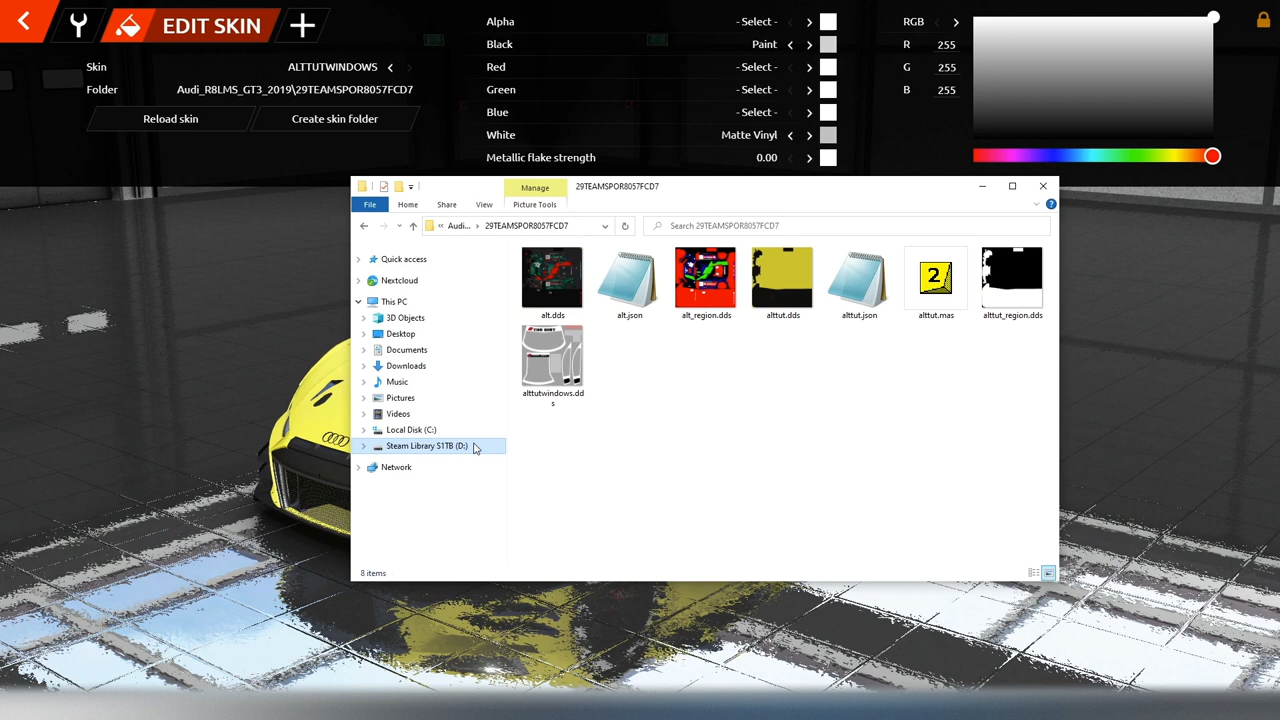 EDIT SKIN
Skin ALTTUTWINDOWS
Folder Audi_R8LMS_GT3_2019\29TEAMSPOR8057FCD7
Reload skin Create skin folder
Alpha - Select -
Black Paint
Red - Select -
Green - Select -
Blue - Select -
White Matte Vinyl
Metallic flake strength 0.00
RGB
R 255
G 255
B 255
Manage 29TEAMSPOR8057FCD7
File Home Share View Picture Tools
« Audi... 29TEAMSPOR8057FCD7 Search 29TEAMSPOR8057FCD7
Quick access
Nextcloud
This PC
3D Objects
Desktop
Documents
Downloads
Music
Pictures
Videos
Local Disk (C:)
Steam Library S1TB (D:)
Network
2
alt.dds alt.json alt_region.dds alttut.dds alttut.json alttut.mas alttut_region.dds
alttutwindows.dd
s
8 items